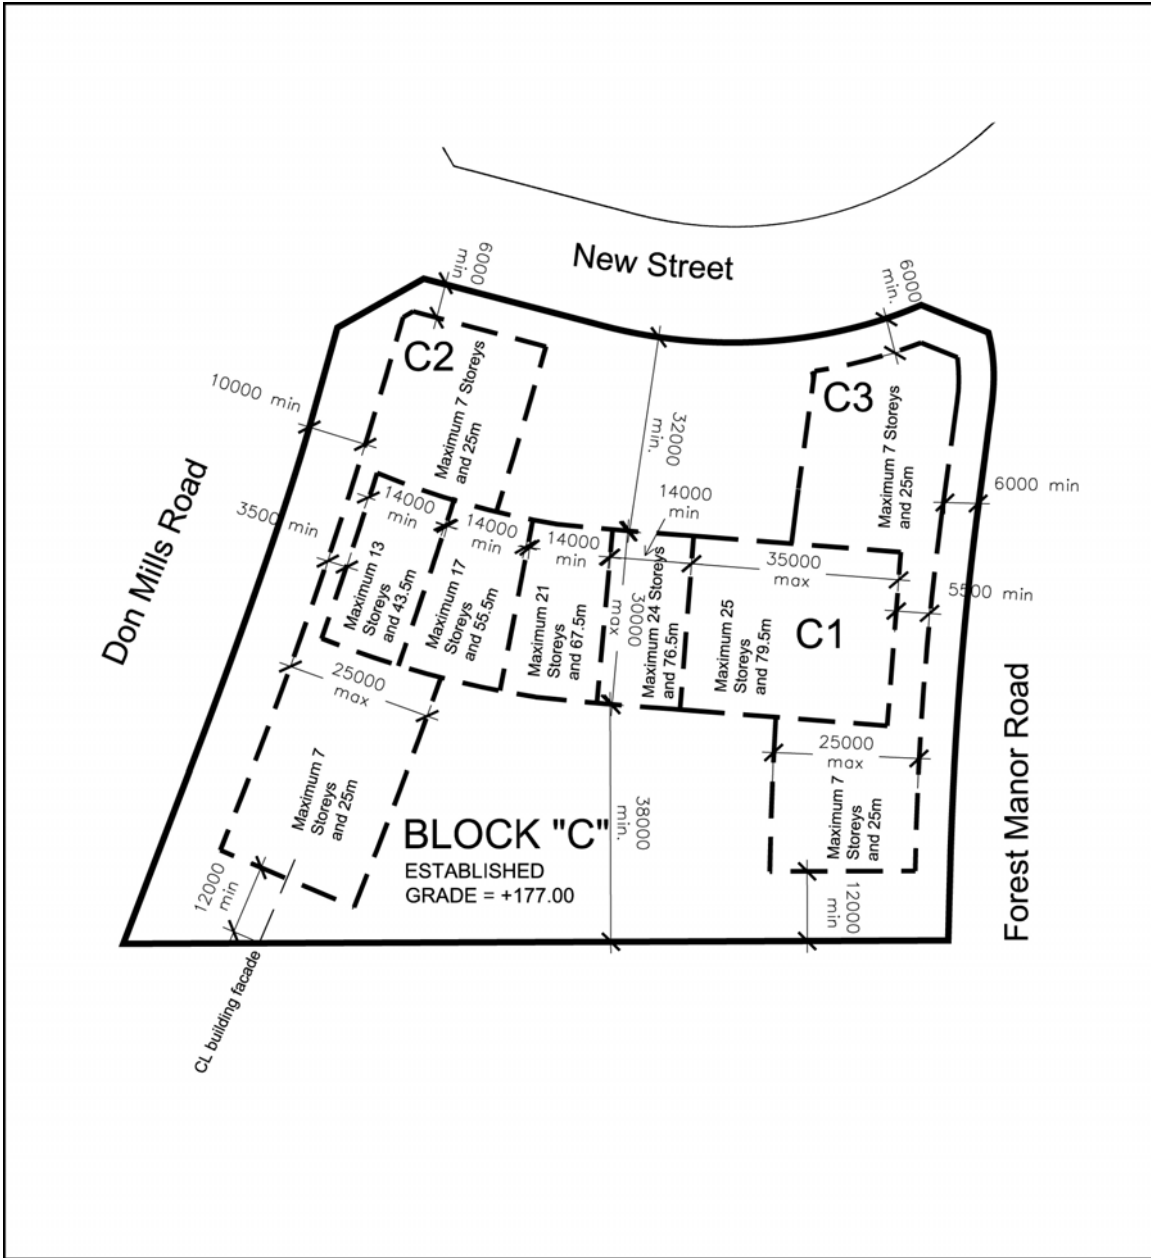 New Street
6000
min
6000
min.
C2
Maximum 7 Storeys
and 25m
C3
Maximum 7 Storeys
and 25m
10000 min
32000
min.
14000
min
6000 min
Don Mills Road
3500 min
14000
min
14000
min
14000
min
35000
max
5500 min
Maximum 13
Storeys
and 43.5m
Maximum 17
Storeys
and 55.5m
Maximum 21
Storeys
and 67.5m
30000
max
Maximum 24 Storeys
and 76.5m
Maximum 25
Storeys
and 79.5m
C1
25000
max
25000
max
Maximum 7
Storeys
and 25m
Maximum 7
Storeys
and 25m
Forest Manor Road
BLOCK "C"
ESTABLISHED
GRADE = +177.00
38000
min.
12000
min
12000
min
CL building facade